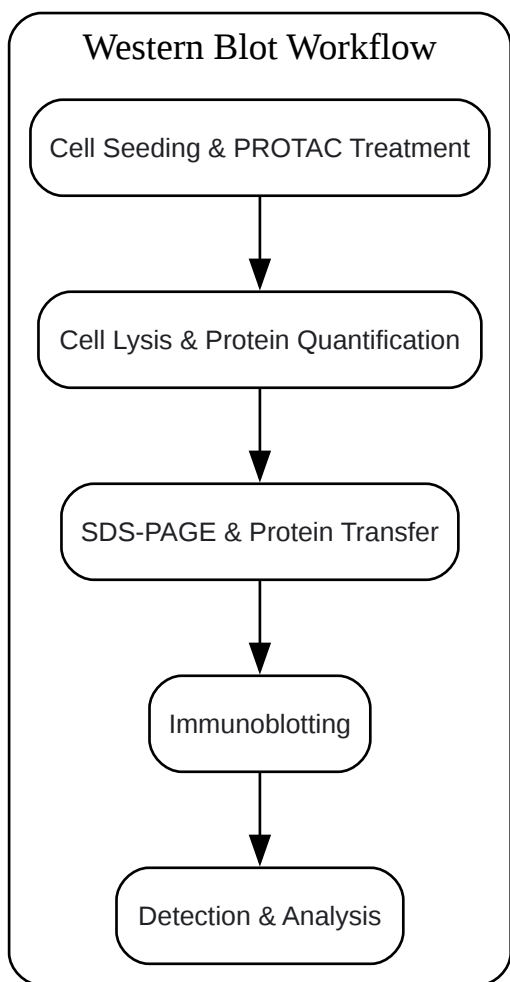 Western Blot Workflow
Cell Seeding & PROTAC Treatment
Cell Lysis & Protein Quantification
SDS-PAGE & Protein Transfer
Immunoblotting
Detection & Analysis